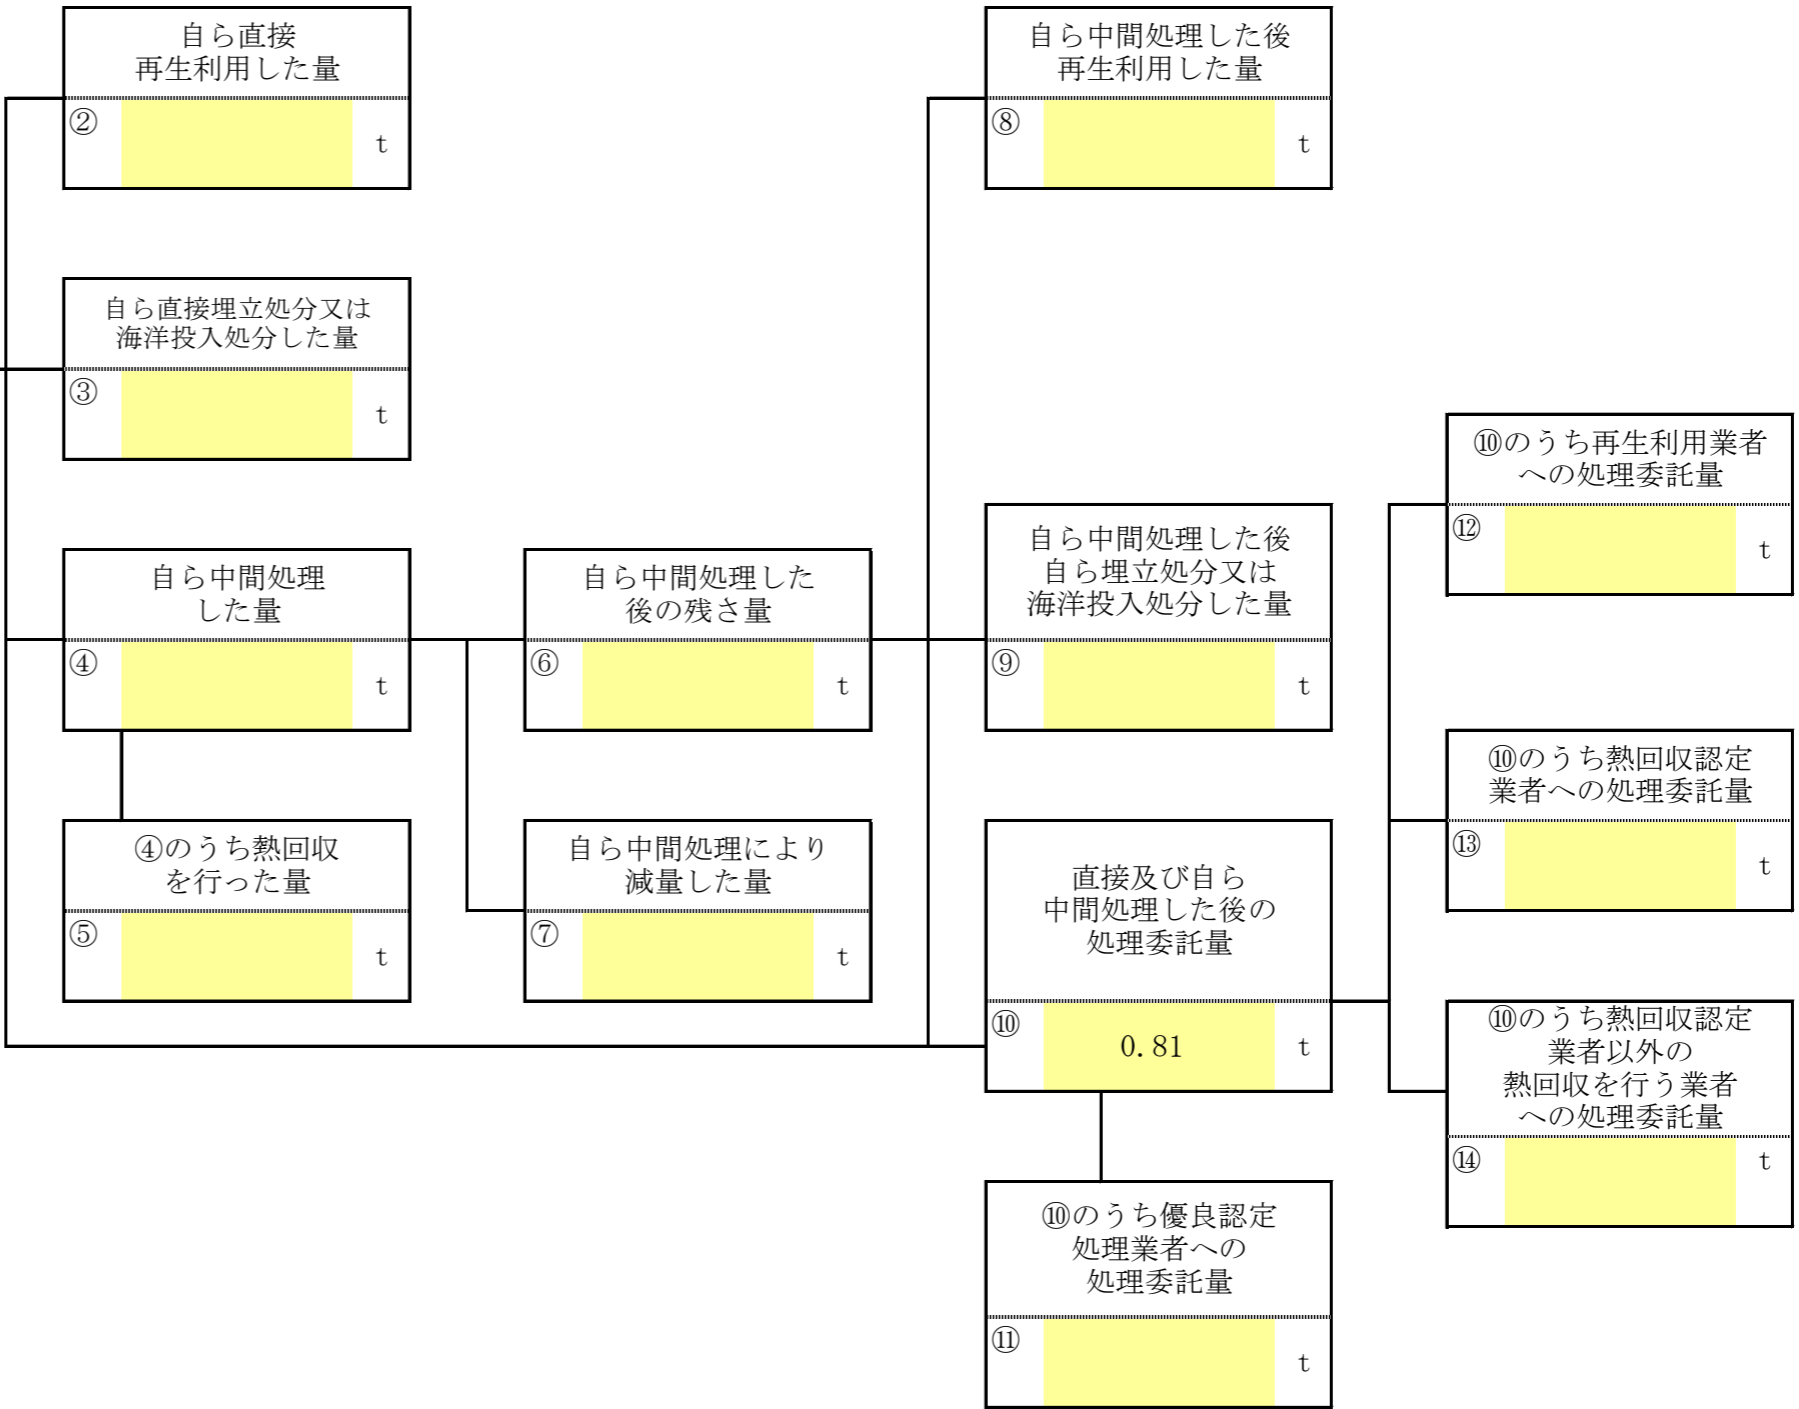 自ら直接
再生利用した量
②
t
自ら中間処理した後
再生利用した量
⑧
t
自ら直接埋立処分又は
海洋投入処分した量
③
t
⑩のうち再生利用業者
への処理委託量
⑫
t
自ら中間処理
した量
④
t
自ら中間処理した
後の残さ量
⑥
t
自ら中間処理した後
自ら埋立処分又は
海洋投入処分した量
⑨
t
⑩のうち熱回収認定
業者への処理委託量
⑬
t
④のうち熱回収
を行った量
⑤
t
自ら中間処理により
減量した量
⑦
t
直接及び自ら
中間処理した後の
処理委託量
⑩
0.81 t
⑩のうち熱回収認定
業者以外の
熱回収を行う業者
への処理委託量
⑭
t
⑩のうち優良認定
処理業者への
処理委託量
⑪
t